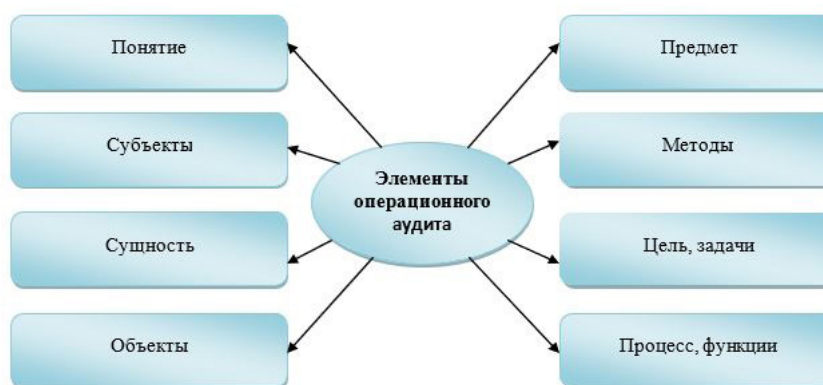 Понятие
Субъекты
Сущность
Объекты
Элементы
операционного
аудита
Предмет
Методы
Цель, задачи
Процесс, функции